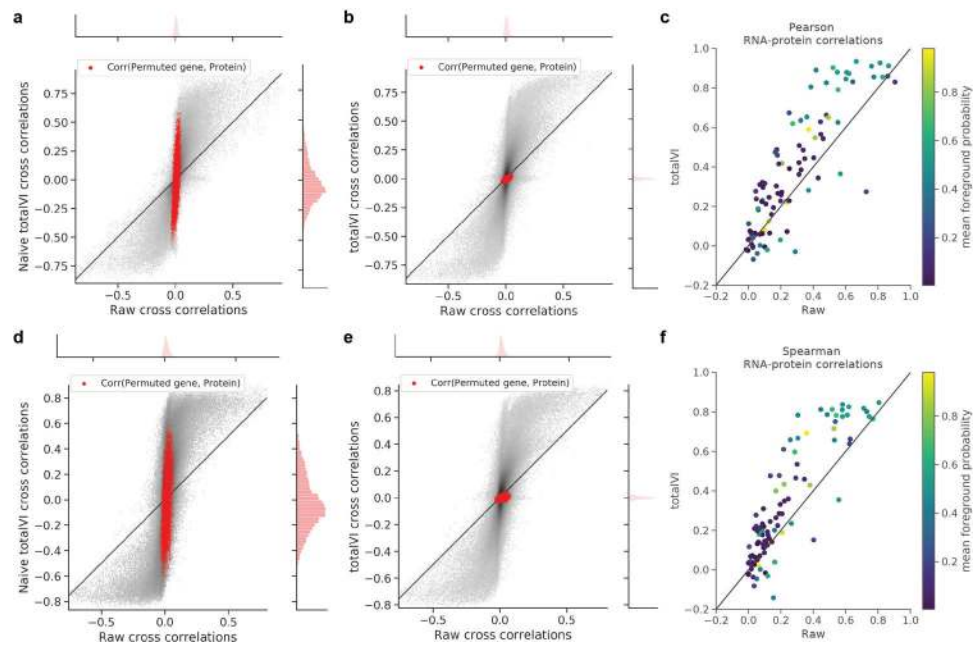 a
Corr(Permuted gene, Protein)
Naive totalVI cross correlations
0.75
0.50
0.25
0.00
−0.25
−0.50
−0.75
−0.5
0.0
0.5
Raw cross correlations
b
Corr(Permuted gene, Protein)
totalVI cross correlations
0.75
0.50
0.25
0.00
−0.25
−0.50
−0.75
−0.5
0.0
0.5
Raw cross correlations
c
Pearson
RNA-protein correlations
totalVI
1.0
0.8
0.6
0.4
0.2
0.0
−0.2
−0.2
0.0
0.2
0.4
0.6
0.8
1.0
Raw
0.8
0.6
0.4
0.2
mean foreground probability
d
Corr(Permuted gene, Protein)
Naive totalVI cross correlations
0.8
0.6
0.4
0.2
0.0
−0.2
−0.4
−0.6
−0.8
−0.5
0.0
0.5
Raw cross correlations
e
Corr(Permuted gene, Protein)
totalVI cross correlations
0.8
0.6
0.4
0.2
0.0
−0.2
−0.4
−0.6
−0.8
−0.5
0.0
0.5
Raw cross correlations
f
Spearman
RNA-protein correlations
totalVI
1.0
0.8
0.6
0.4
0.2
0.0
−0.2
−0.2
0.0
0.2
0.4
0.6
0.8
1.0
Raw
0.8
0.6
0.4
0.2
mean foreground probability